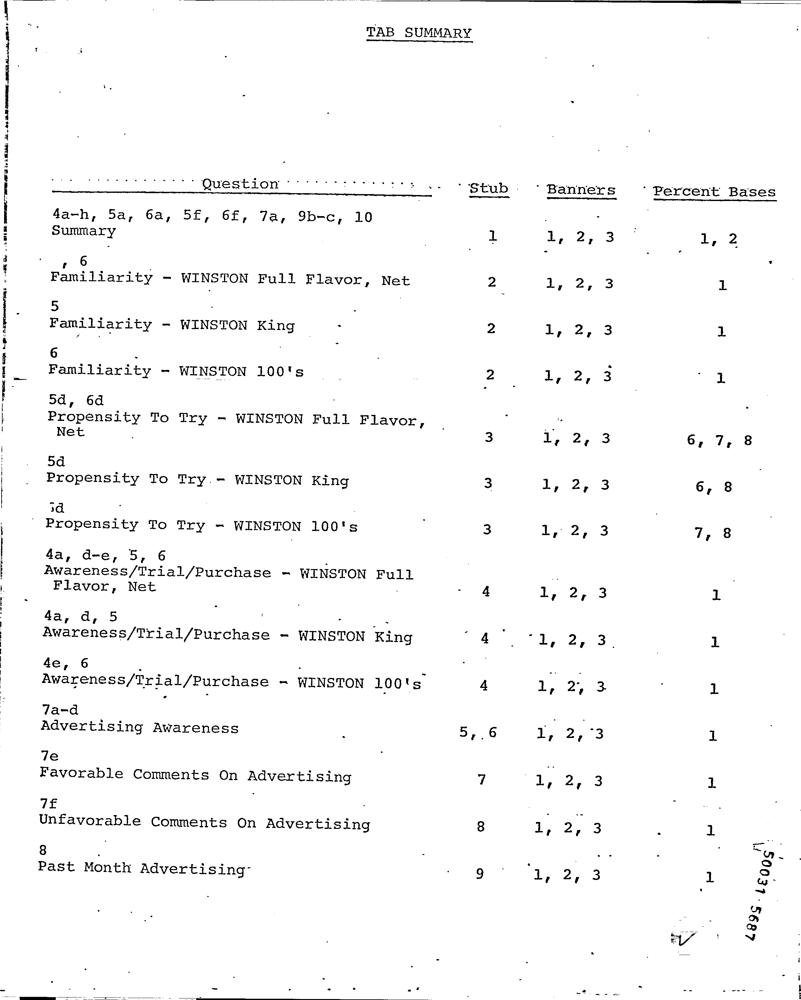 TAB SUMMARY
Question Stub Banners Percent Bases
4a-h, 5a, 6a, 5f, 6f, 7a, 9b-c, 10
Summary 1 1, 2, 3 1, 2
, 6
Familiarity - WINSTON Full Flavor, Net 2 1, 2, 3 1
5
Familiarity - WINSTON King 2 1, 2, 3 1
6
Familiarity - WINSTON 100's 2 1, 2, 3 1
5d, 6d
Propensity To Try - WINSTON Full Flavor,
Net 3 1, 2, 3 6, 7, 8
5d
Propensity To Try - WINSTON King 3 1, 2, 3 6, 8
d
Propensity To Try - WINSTON 100's 3 1, 2, 3 7, 8
4a, d-e, 5, 6
Awareness/Trial/Purchase - WINSTON Full
Flavor, Net 4 1, 2, 3 1
4a, d, 5
Awareness/Trial/Purchase - WINSTON King 4 1, 2, 3 1
4e, 6
Awareness/Trial/Purchase - WINSTON 100's 4 1, 2, 3 1
7a-d
Advertising Awareness 5, 6 1, 2, 3 1
7e
Favorable Comments On Advertising 7 1, 2, 3 1
7f
Unfavorable Comments On Advertising 8 1, 2, 3 1
8
Past Month Advertising 9 1, 2, 3 1
50031 5687